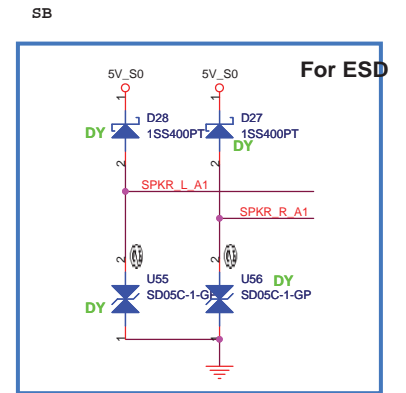 SB
For ESD
5V_S0 5V_S0
1 1
D28 D27
DY 1SS400PT 1SS400PT
DY
2 2
SPKR_L_A1
SPKR_R_A1
2 2
U55 U56 DY
SD05C-1-GP SD05C-1-GP
DY
1 1